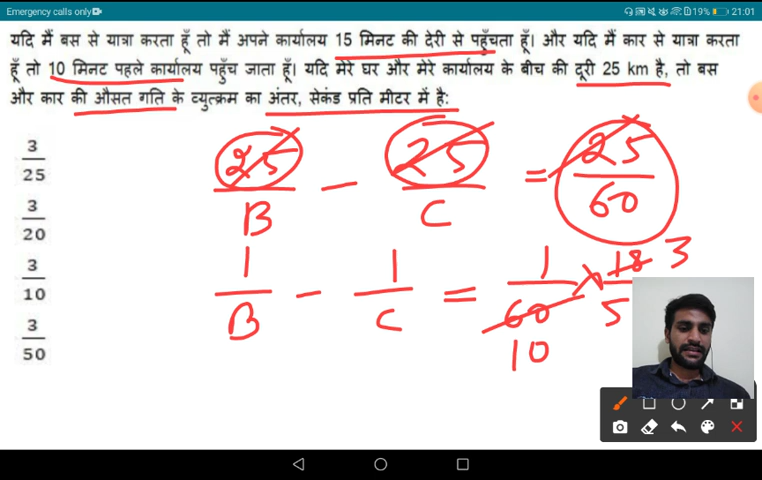 Emergency calls only 19% 21:01
यदि मैं बस से यात्रा करता हूँ तो मैं अपने कार्यालय 15 मिनट की देरी से पहुँचता हूँ। और यदि मैं कार से यात्रा करता
हूँ तो 10 मिनट पहले कार्यालय पहुँच जाता हूँ। यदि मेरे घर और मेरे कार्यालय के बीच की दूरी 25 km है, तो बस
और कार की औसत गति के व्युत्क्रम का अंतर, सेकंड प्रति मीटर में है:
3/25
3/20
3/10
3/50
25/B - 25/C = 25/60
1/B - 1/C = 1/60 × 18/5
10 3